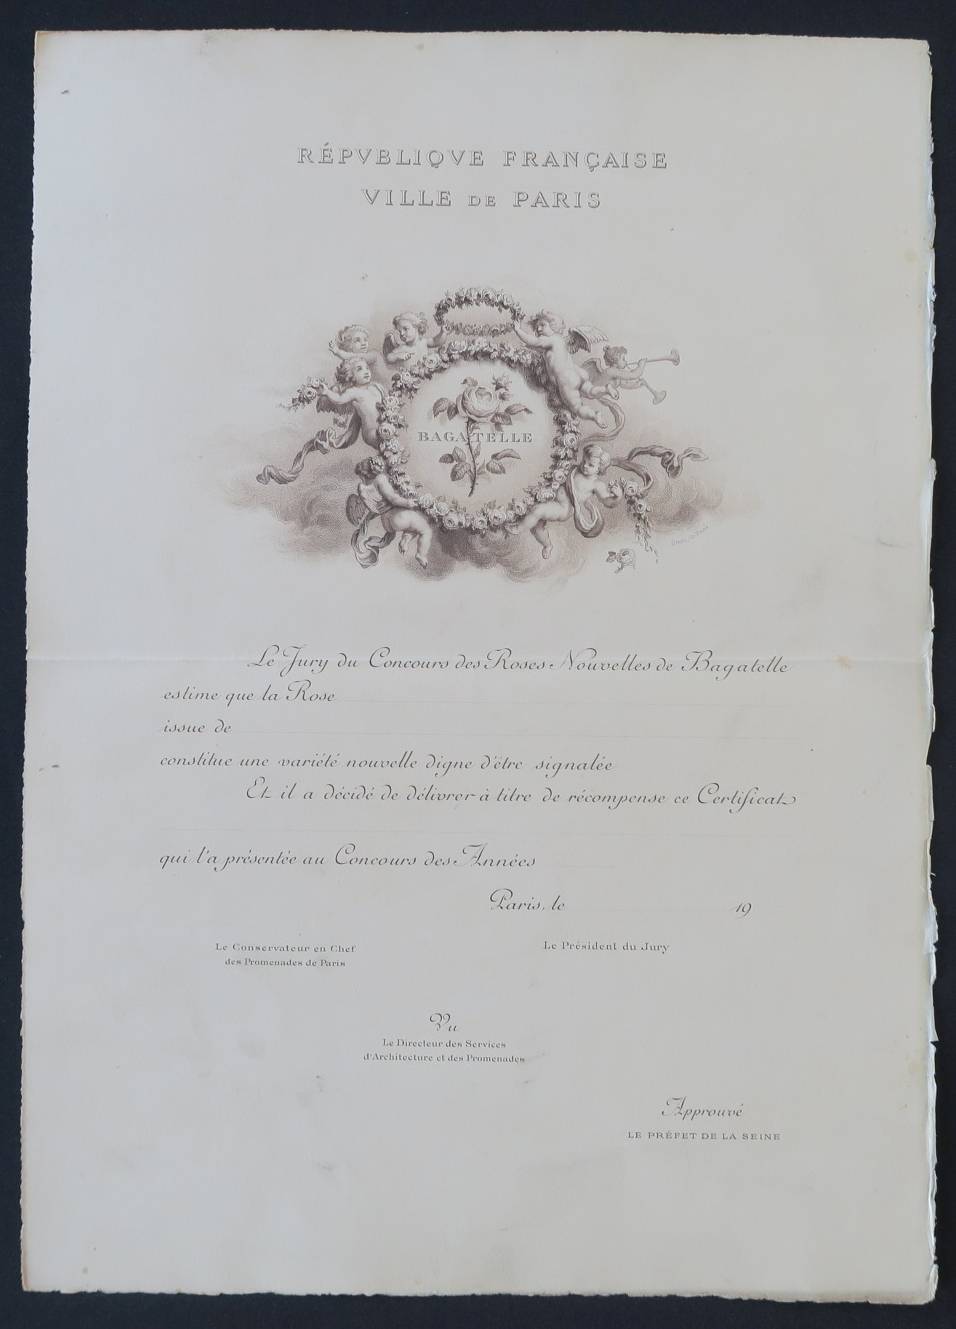 RÉPVBLIQVE FRANÇAISE
VILLE DE PARIS
BAGATELLE
Le Jury du Concours des Roses Nouvelles de Bagatelle
estime que la Rose
issue de
constitue une variété nouvelle digne d'être signalée
Et il a décidé de délivrer à titre de récompense ce Certificat
qui l'a présentée au Concours des Années
Paris, le 19
Le Conservateur en Chef
des Promenades de Paris
Le Président du Jury
Vu
Le Directeur des Services
d'Architecture et des Promenades
Approuvé
LE PRÉFET DE LA SEINE